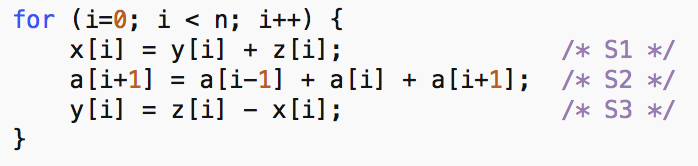 for (i=0; i < n; i++) {
    x[i] = y[i] + z[i];                /* S1 */
    a[i+1] = a[i-1] + a[i] + a[i+1];  /* S2 */
    y[i] = z[i] - x[i];                /* S3 */
}